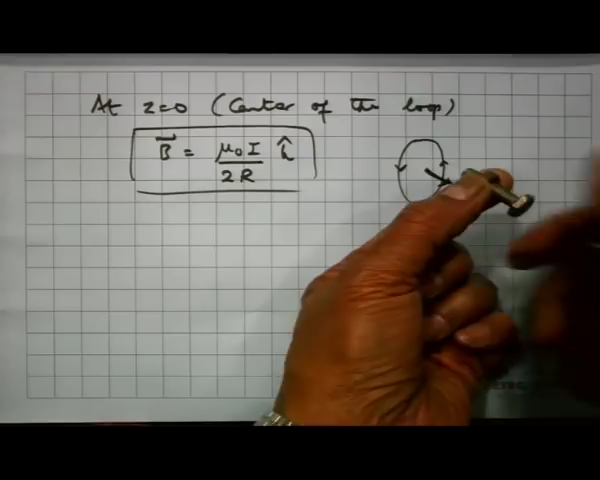 At z=0 (Center of the loop)
B⃗ = μ₀I / 2R k̂